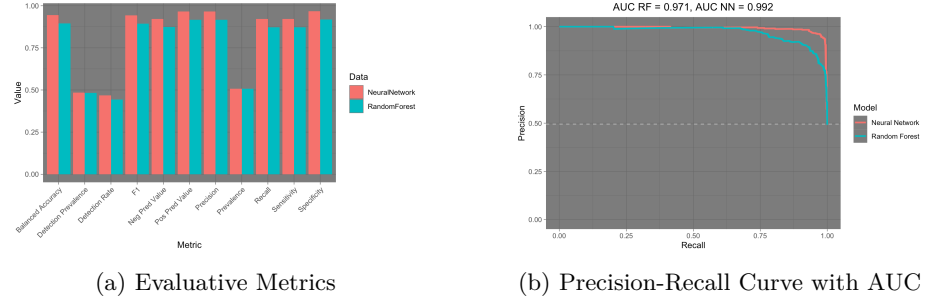 1.00
0.75
0.50
0.25
0.00
Value
Balanced Accuracy
Detection Prevalence
Detection Rate
F1
Neg Pred Value
Pos Pred Value
Precision
Prevalence
Recall
Sensitivity
Specificity
Metric
Data
NeuralNetwork
RandomForest
(a) Evaluative Metrics
AUC RF = 0.971, AUC NN = 0.992
1.00
0.75
0.50
0.25
0.00
Precision
0.00 0.25 0.50 0.75 1.00
Recall
Model
Neural Network
Random Forest
(b) Precision-Recall Curve with AUC